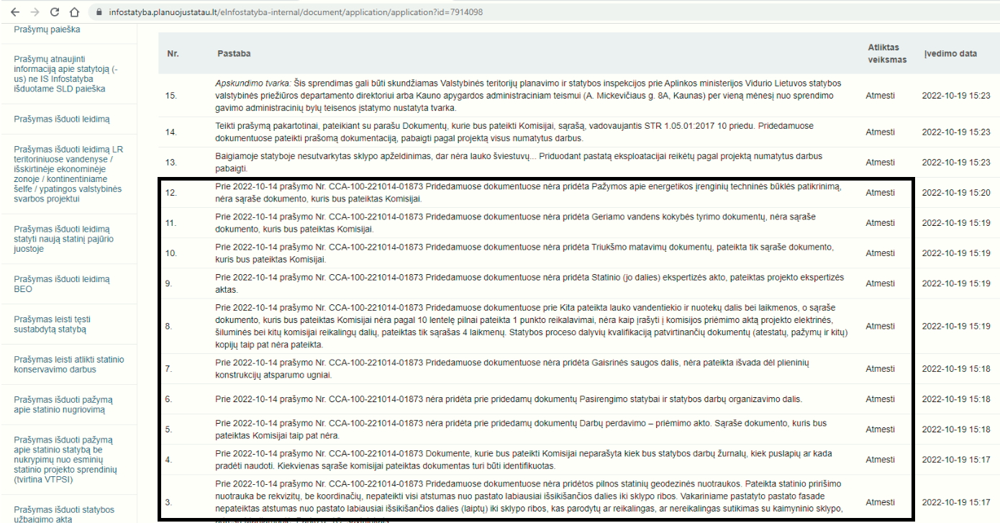 infostatyba.planuojustatau.lt/eInfostatyba-internal/document/application/application?id=7914098
Prašymų paieška
Prašymų atnaujinti
informaciją apie statytoją (-
us) ne IS Infostatyba
išduotame SLD paieška
Prašymas išduoti leidimą
Prašymas išduoti leidimą LR
teritoriniuose vandenyse /
išskirtinėje ekonominėje
zonoje / kontinentiniame
šelfe / ypatingos valstybinės
svarbos projektui
Prašymas išduoti leidimą
statyti naują statinį pajūrio
juostoje
Prašymas išduoti leidimą
BEO
Prašymas leisti tęsti
sustabdytą statybą
Prašymas leisti atlikti statinio
konservavimo darbus
Prašymas išduoti pažymą
apie statinio nugriovimą
Prašymas išduoti pažymą
apie statinio statybą be
nukrypimų nuo esminių
statinio projekto sprendinių
(tvirtina VTPSI)
Prašymas išduoti statybos
užbaigimo aktą
Nr. Pastaba Atliktas veiksmas Įvedimo data
15. Apskundimo tvarka: Šis sprendimas gali būti skundžiamas Valstybinės teritorijų planavimo ir statybos inspekcijos prie Aplinkos ministerijos Vidurio Lietuvos statybos
valstybinės priežiūros departamento direktoriui arba Kauno apygardos administraciniam teismui (A. Mickevičiaus g. 8A, Kaunas) per vieną mėnesį nuo sprendimo
gavimo administracinių bylų teisenos įstatymo nustatyta tvarka.
Atmesti 2022-10-19 15:23
14. Teikti prašymą pakartotinai, pateikiant su parašu Dokumentų, kurie bus pateikti Komisijai, sąrašą, vadovaujantis STR 1.05.01:2017 10 priedu. Pridedamuose
dokumentuose pateikti prašomą dokumentaciją, pabaigti pagal projektą visus numatytus darbus.
Atmesti 2022-10-19 15:23
13. Baigiamoje statyboje nesutvarkytas sklypo apželdinimas, dar nėra lauko šviestuvų... Priduodant pastatą eksploatacijai reikėtų pagal projektą numatytus darbus
pabaigti.
Atmesti 2022-10-19 15:23
12. Prie 2022-10-14 prašymo Nr. CCA-100-221014-01873 Pridedamuose dokumentuose nėra pridėta Pažymos apie energetikos įrenginių techninės būklės patikrinimą,
nėra sąraše dokumento, kuris bus pateiktas Komisijai.
Atmesti 2022-10-19 15:20
11. Prie 2022-10-14 prašymo Nr. CCA-100-221014-01873 Pridedamuose dokumentuose nėra pridėta Geriamo vandens kokybės tyrimo dokumentų, nėra sąraše
dokumento, kuris bus pateiktas Komisijai.
Atmesti 2022-10-19 15:19
10. Prie 2022-10-14 prašymo Nr. CCA-100-221014-01873 Pridedamuose dokumentuose nėra pridėta Triukšmo matavimų dokumentų, pateikta tik sąraše dokumento,
kuris bus pateiktas Komisijai.
Atmesti 2022-10-19 15:19
9. Prie 2022-10-14 prašymo Nr. CCA-100-221014-01873 Pridedamuose dokumentuose nėra pridėta Statinio (jo dalies) ekspertizės akto, pateiktas projekto ekspertizės
aktas.
Atmesti 2022-10-19 15:19
8. Prie 2022-10-14 prašymo Nr. CCA-100-221014-01873 Pridedamuose dokumentuose prie Kita pateikta lauko vandentiekio ir nuotekų dalis bei laikmenos, o sąraše
dokumento, kuris bus pateiktas Komisijai nėra pagal 10 lentelę pilnai pateikta 1 punkto reikalavimai, nėra kaip įrašyti į komisijos priėmimo aktą projekto elektrinės,
šiluminės bei kitų komisijai reikalingų dalių, pateiktas tik sąrašas 4 laikmenų. Statybos proceso dalyvių kvalifikaciją patvirtinančių dokumentų (atestatų, pažymų ir kitų)
kopijų taip pat nėra pateikta.
Atmesti 2022-10-19 15:19
7. Prie 2022-10-14 prašymo Nr. CCA-100-221014-01873 Pridedamuose dokumentuose nėra pridėta Gaisrinės saugos dalis, nėra pateikta išvada dėl plieninių
konstrukcijų atsparumo ugniai.
Atmesti 2022-10-19 15:18
6. Prie 2022-10-14 prašymo Nr. CCA-100-221014-01873 nėra pridėta prie pridedamų dokumentų Pasirengimo statybai ir statybos darbų organizavimo dalis.
Atmesti 2022-10-19 15:18
5. Prie 2022-10-14 prašymo Nr. CCA-100-221014-01873 nėra pridėta prie pridedamų dokumentų Darbų perdavimo – priėmimo akto. Sąraše dokumento, kuris bus
pateiktas Komisijai taip pat nėra.
Atmesti 2022-10-19 15:18
4. Prie 2022-10-14 prašymo Nr. CCA-100-221014-01873 Dokumente, kurie bus pateikti Komisijai neparašyta kiek bus statybos darbų žurnalų, kiek puslapių ar kada
pradėti naudoti. Kiekvienas sąraše komisijai pateiktas dokumentas turi būti identifikuotas.
Atmesti 2022-10-19 15:17
3. Prie 2022-10-14 prašymo Nr. CCA-100-221014-01873 Pridedamuose dokumentuose nėra pridėtos pilnos statinių geodezinės nuotraukos. Pateikta statinio pririšimo
nuotrauka be rekvizitų, be koordinačių, nepateikti visi atstumas nuo pastato labiausiai išsikišančios dalies iki sklypo ribos. Vakariniame pastatyto pastato fasade
nepateiktas atstumas nuo pastato labiausiai išsikišančios dalies (laiptų) iki sklypo ribos, kas parodytų ar reikalingas, ar nereikalingas sutikimas su kaimyninio sklypo,
Atmesti 2022-10-19 15:17